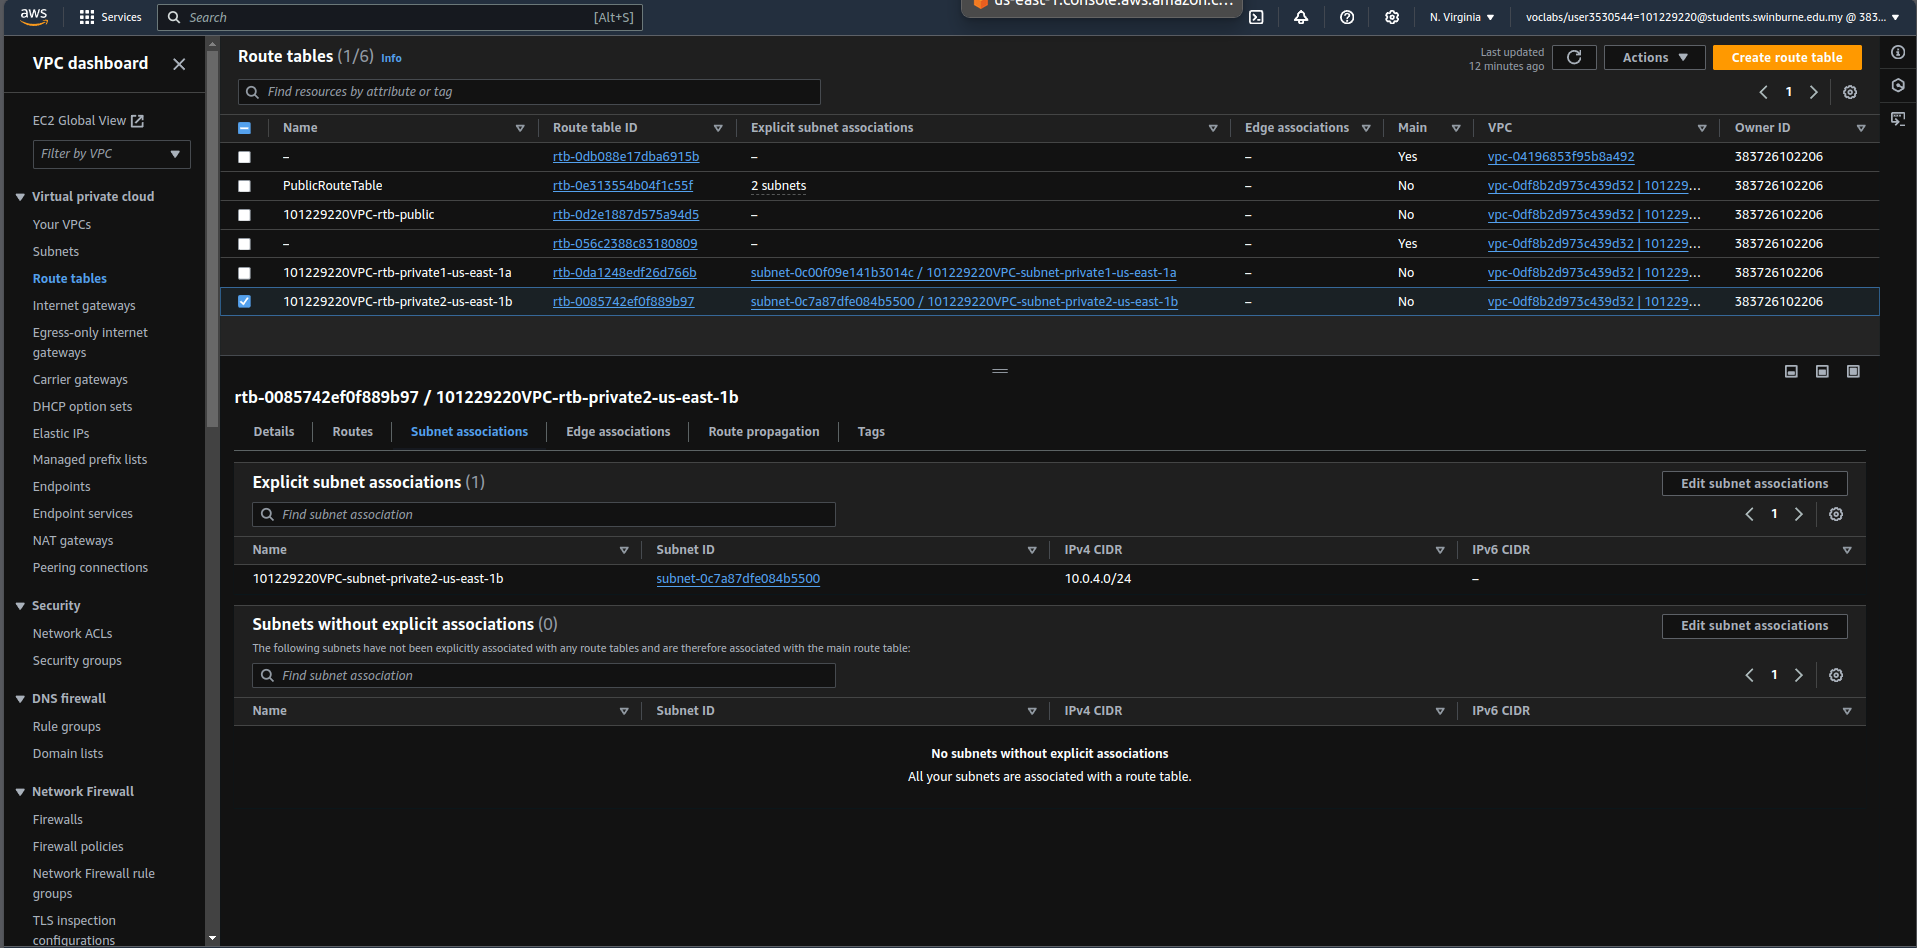 aws
Services
Search
[Alt+S]
us-east-1.console.aws.amazon.c...
N. Virginia
voclabs/user3530544=101229220@students.swinburne.edu.my @ 383...
VPC dashboard
EC2 Global View
Filter by VPC
Virtual private cloud
Your VPCs
Subnets
Route tables
Internet gateways
Egress-only internet
gateways
Carrier gateways
DHCP option sets
Elastic IPs
Managed prefix lists
Endpoints
Endpoint services
NAT gateways
Peering connections
Security
Network ACLs
Security groups
DNS firewall
Rule groups
Domain lists
Network Firewall
Firewalls
Firewall policies
Network Firewall rule
groups
TLS inspection
configurations
Route tables (1/6) Info
Last updated
12 minutes ago
Actions
Create route table
Find resources by attribute or tag
1
Name Route table ID Explicit subnet associations Edge associations Main VPC Owner ID
– rtb-0db088e17dba6915b – – Yes vpc-04196853f95b8a492 383726102206
PublicRouteTable rtb-0e313554b04f1c55f 2 subnets – No vpc-0df8b2d973c439d32 | 101229... 383726102206
101229220VPC-rtb-public rtb-0d2e1887d575a94d5 – – No vpc-0df8b2d973c439d32 | 101229... 383726102206
– rtb-056c2388c83180809 – – Yes vpc-0df8b2d973c439d32 | 101229... 383726102206
101229220VPC-rtb-private1-us-east-1a rtb-0da1248edf26d766b subnet-0c00f09e141b3014c / 101229220VPC-subnet-private1-us-east-1a – No vpc-0df8b2d973c439d32 | 101229... 383726102206
101229220VPC-rtb-private2-us-east-1b rtb-0085742ef0f889b97 subnet-0c7a87dfe084b5500 / 101229220VPC-subnet-private2-us-east-1b – No vpc-0df8b2d973c439d32 | 101229... 383726102206
rtb-0085742ef0f889b97 / 101229220VPC-rtb-private2-us-east-1b
Details Routes Subnet associations Edge associations Route propagation Tags
Explicit subnet associations (1)
Edit subnet associations
Find subnet association
1
Name Subnet ID IPv4 CIDR IPv6 CIDR
101229220VPC-subnet-private2-us-east-1b subnet-0c7a87dfe084b5500 10.0.4.0/24 –
Subnets without explicit associations (0)
Edit subnet associations
The following subnets have not been explicitly associated with any route tables and are therefore associated with the main route table:
Find subnet association
1
Name Subnet ID IPv4 CIDR IPv6 CIDR
No subnets without explicit associations
All your subnets are associated with a route table.